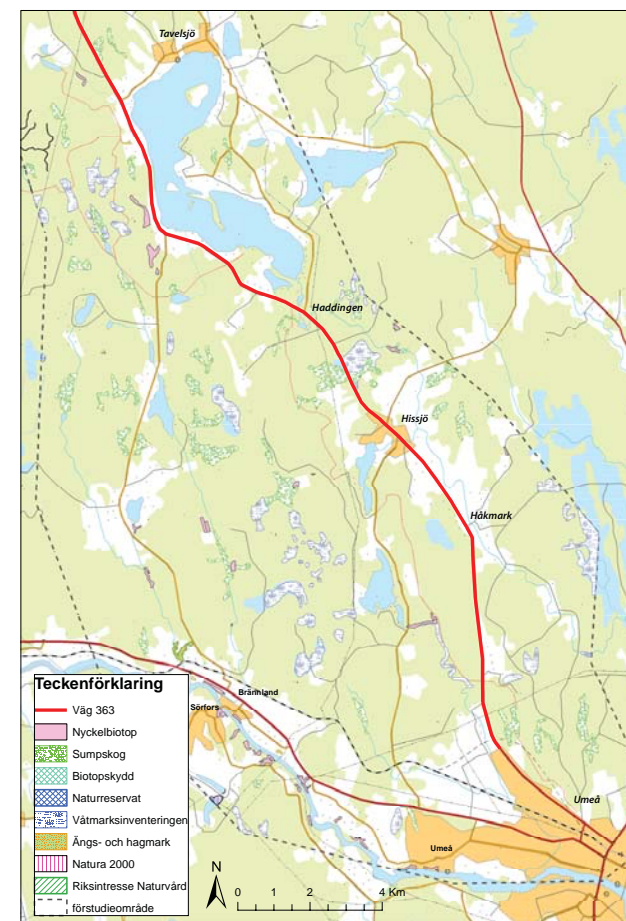 Tavelsjö
Haddingen
Hissjö
Håkmark
Brännland
Sörfors
Umeå
Umeå
Teckenförklaring
Väg 363
Nyckelbiotop
Sumpskog
Biotopskydd
Naturreservat
Våtmarksinventeringen
Ängs- och hagmark
Natura 2000
Riksintresse Naturvård
förstudieområde
N
0 1 2 4 Km